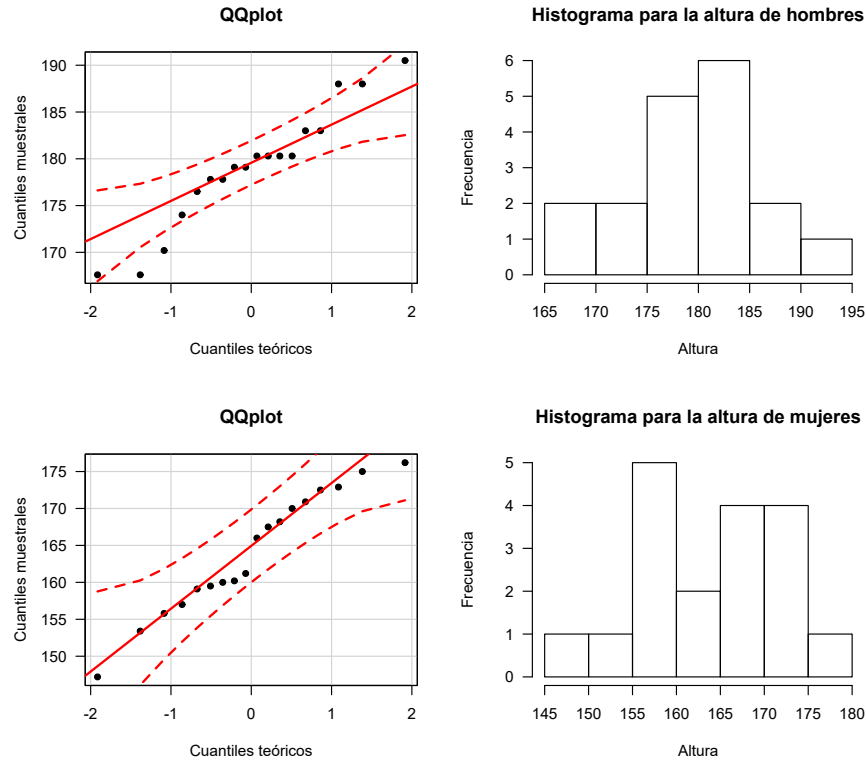 QQplot
Cuantiles muestrales
190
185
180
175
170
-2 -1 0 1 2
Cuantiles teóricos
Histograma para la altura de hombres
Frecuencia
6
5
4
3
2
1
0
165 170 175 180 185 190 195
Altura
QQplot
Cuantiles muestrales
175
170
165
160
155
150
-2 -1 0 1 2
Cuantiles teóricos
Histograma para la altura de mujeres
Frecuencia
5
4
3
2
1
0
145 150 155 160 165 170 175 180
Altura